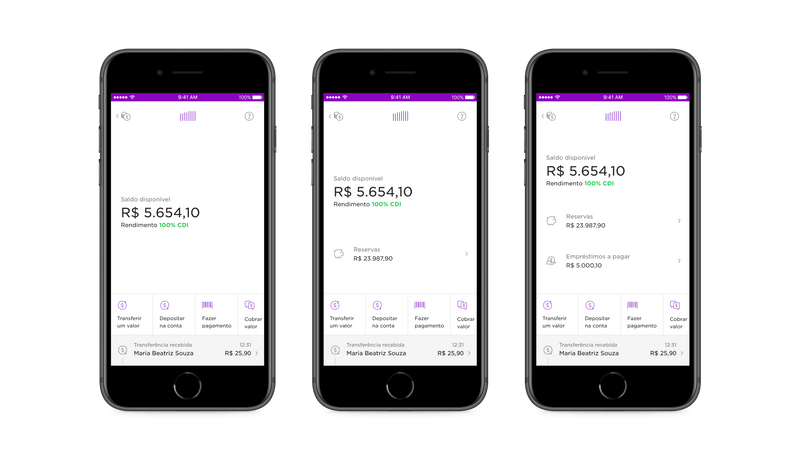 9:41 AM
100%
Saldo disponível
R$ 5.654,10
Rendimento 100% CDI
Transferir
um valor
Depositar
na conta
Fazer
pagamento
Cobrar
valor
Transferência recebida
12:31
Maria Beatriz Souza
R$ 25,90
9:41 AM
100%
Saldo disponível
R$ 5.654,10
Rendimento 100% CDI
Reservas
R$ 23.987,90
Transferir
um valor
Depositar
na conta
Fazer
pagamento
Cobrar
valor
Transferência recebida
12:31
Maria Beatriz Souza
R$ 25,90
9:41 AM
100%
Saldo disponível
R$ 5.654,10
Rendimento 100% CDI
Reservas
R$ 23.987,90
Empréstimos a pagar
R$ 5.000,10
Transferir
um valor
Depositar
na conta
Fazer
pagamento
Cobrar
valor
Transferência recebida
12:31
Maria Beatriz Souza
R$ 25,90